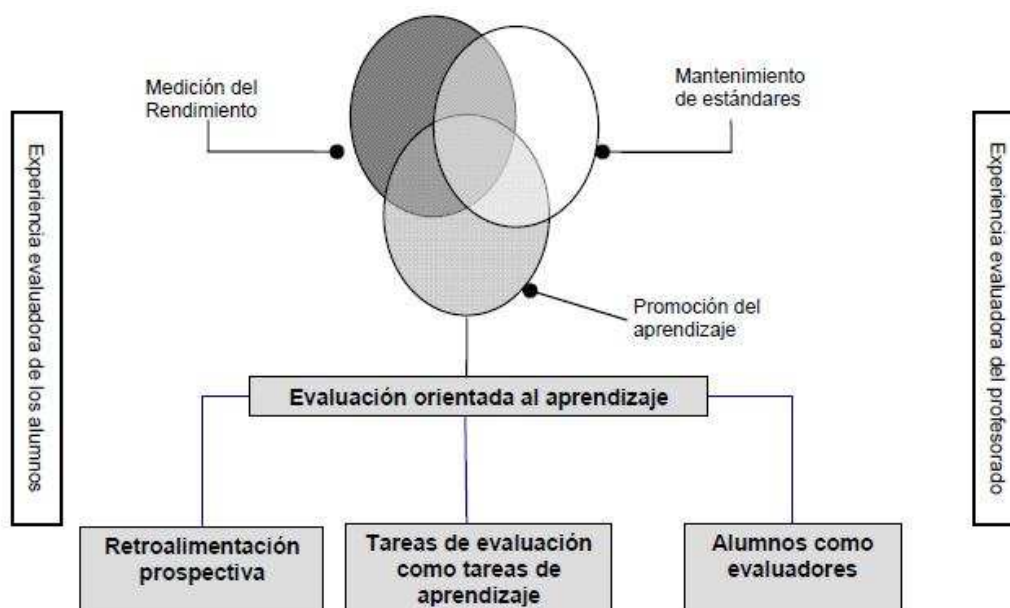 Medición del
Rendimiento
Mantenimiento
de estándares
Experiencia evaluadora de los alumnos
Experiencia evaluadora del profesorado
Promoción del
aprendizaje
Evaluación orientada al aprendizaje
Retroalimentación
prospectiva
Tareas de evaluación
como tareas de
aprendizaje
Alumnos como
evaluadores